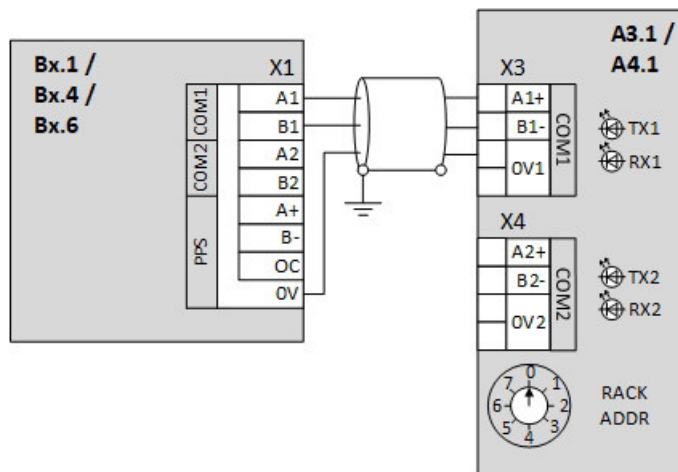 Bx.1 /
Bx.4 /
Bx.6
X1
COM1
COM2
PPS
A1
B1
A2
B2
A+
B-
OC
0V
A3.1 /
A4.1
X3
A1+
B1-
0V1
COM1
TX1
RX1
X4
A2+
B2-
0V2
COM2
TX2
RX2
0
1
2
3
4
5
6
7
RACK
ADDR